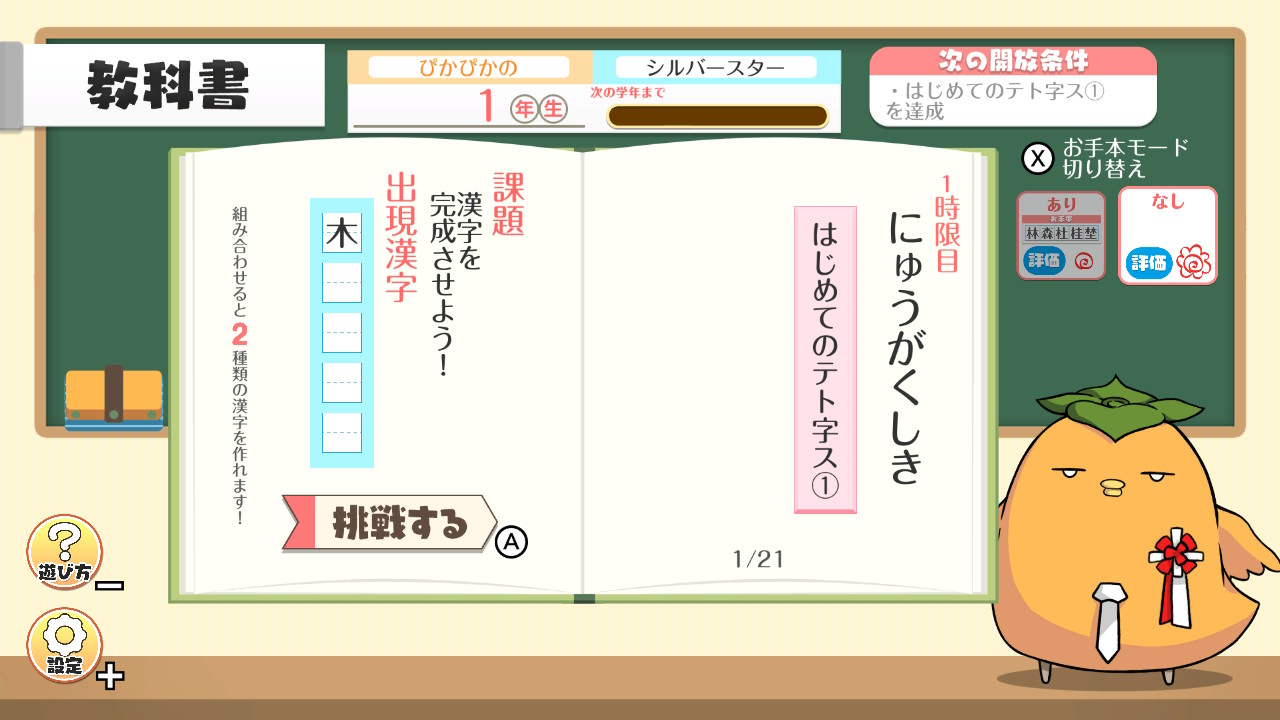 教科書
ぴかぴかの
1年生
シルバースター
次の学年まで
次の開放条件
・はじめてのテト字ス①
を達成
X
お手本モード
切り替え
あり
お手本
林森杜桂埜
評価
なし
評価
1時限目
にゅうがくしき
はじめてのテト字ス①
1/21
課題
漢字を
完成させよう!
出現漢字
木
組み合わせると2種類の漢字を作れます!
挑戦する
A
遊び方
設定